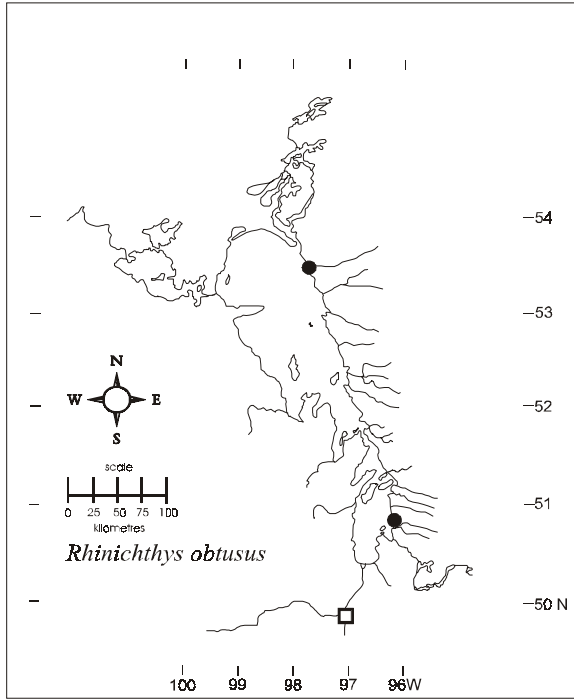 54
53
N
W E
52
S
scale
51
0 25 50 75 100
kilometres
Rhinichthys obtusus
50 N
100 99 98 97 96W